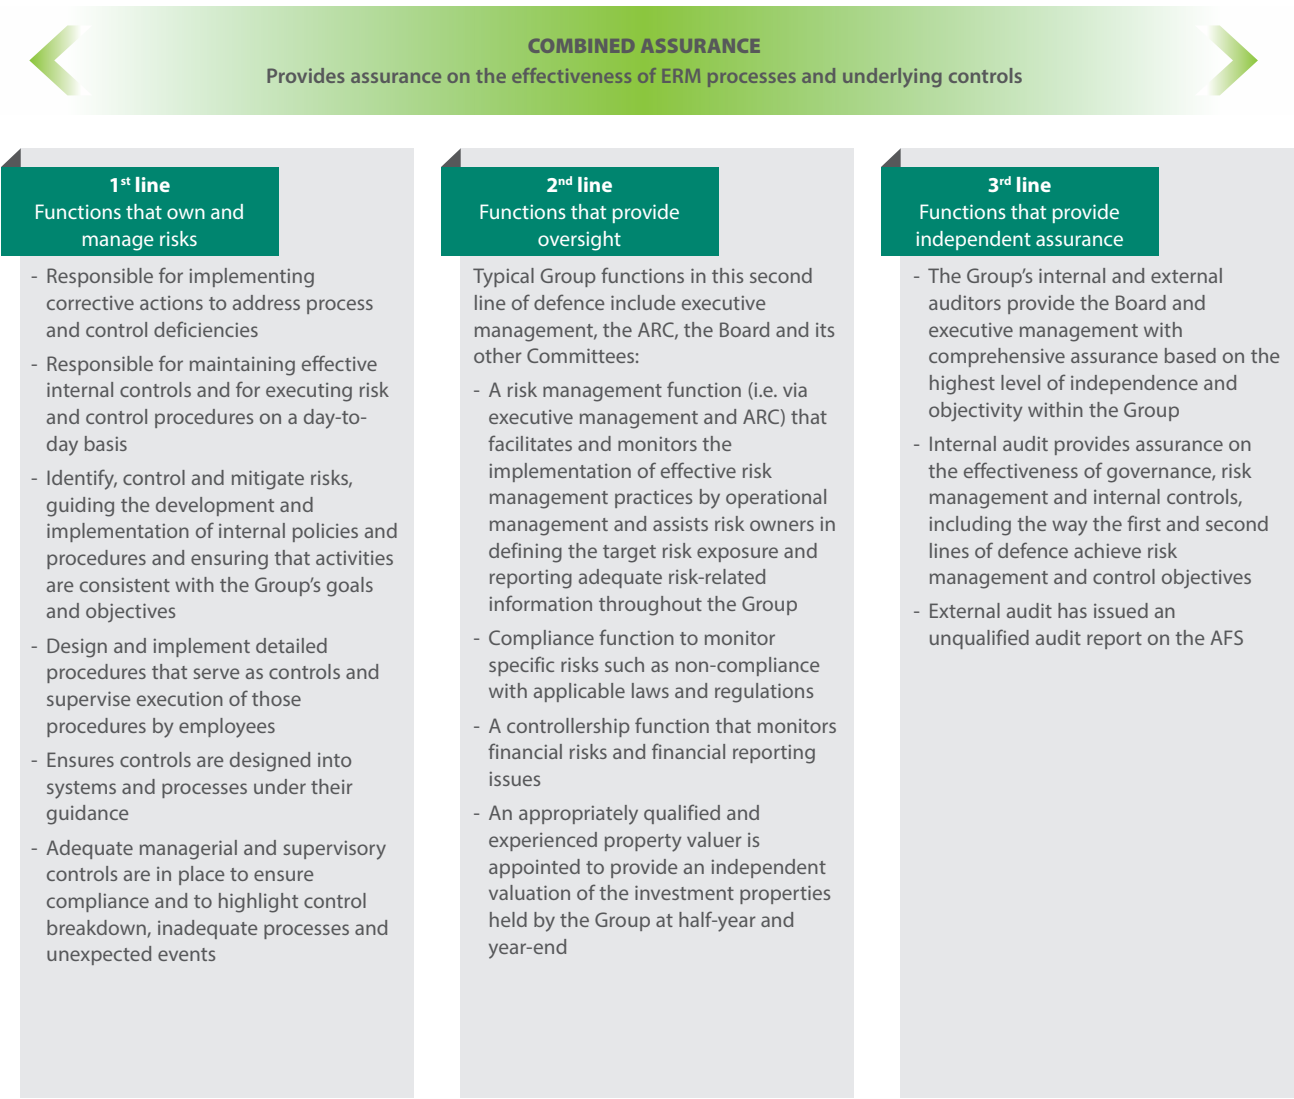 COMBINED ASSURANCE
Provides assurance on the effectiveness of ERM processes and underlying controls
1st line
Functions that own and
manage risks
- Responsible for implementing
corrective actions to address process
and control deficiencies
- Responsible for maintaining effective
internal controls and for executing risk
and control procedures on a day-to-
day basis
- Identify, control and mitigate risks,
guiding the development and
implementation of internal policies and
procedures and ensuring that activities
are consistent with the Group's goals
and objectives
- Design and implement detailed
procedures that serve as controls and
supervise execution of those
procedures by employees
- Ensures controls are designed into
systems and processes under their
guidance
- Adequate managerial and supervisory
controls are in place to ensure
compliance and to highlight control
breakdown, inadequate processes and
unexpected events
2nd line
Functions that provide
oversight
Typical Group functions in this second
line of defence include executive
management, the ARC, the Board and its
other Committees:
- A risk management function (i.e. via
executive management and ARC) that
facilitates and monitors the
implementation of effective risk
management practices by operational
management and assists risk owners in
defining the target risk exposure and
reporting adequate risk-related
information throughout the Group
- Compliance function to monitor
specific risks such as non-compliance
with applicable laws and regulations
- A controllership function that monitors
financial risks and financial reporting
issues
- An appropriately qualified and
experienced property valuer is
appointed to provide an independent
valuation of the investment properties
held by the Group at half-year and
year-end
3rd line
Functions that provide
independent assurance
- The Group's internal and external
auditors provide the Board and
executive management with
comprehensive assurance based on the
highest level of independence and
objectivity within the Group
- Internal audit provides assurance on
the effectiveness of governance, risk
management and internal controls,
including the way the first and second
lines of defence achieve risk
management and control objectives
- External audit has issued an
unqualified audit report on the AFS